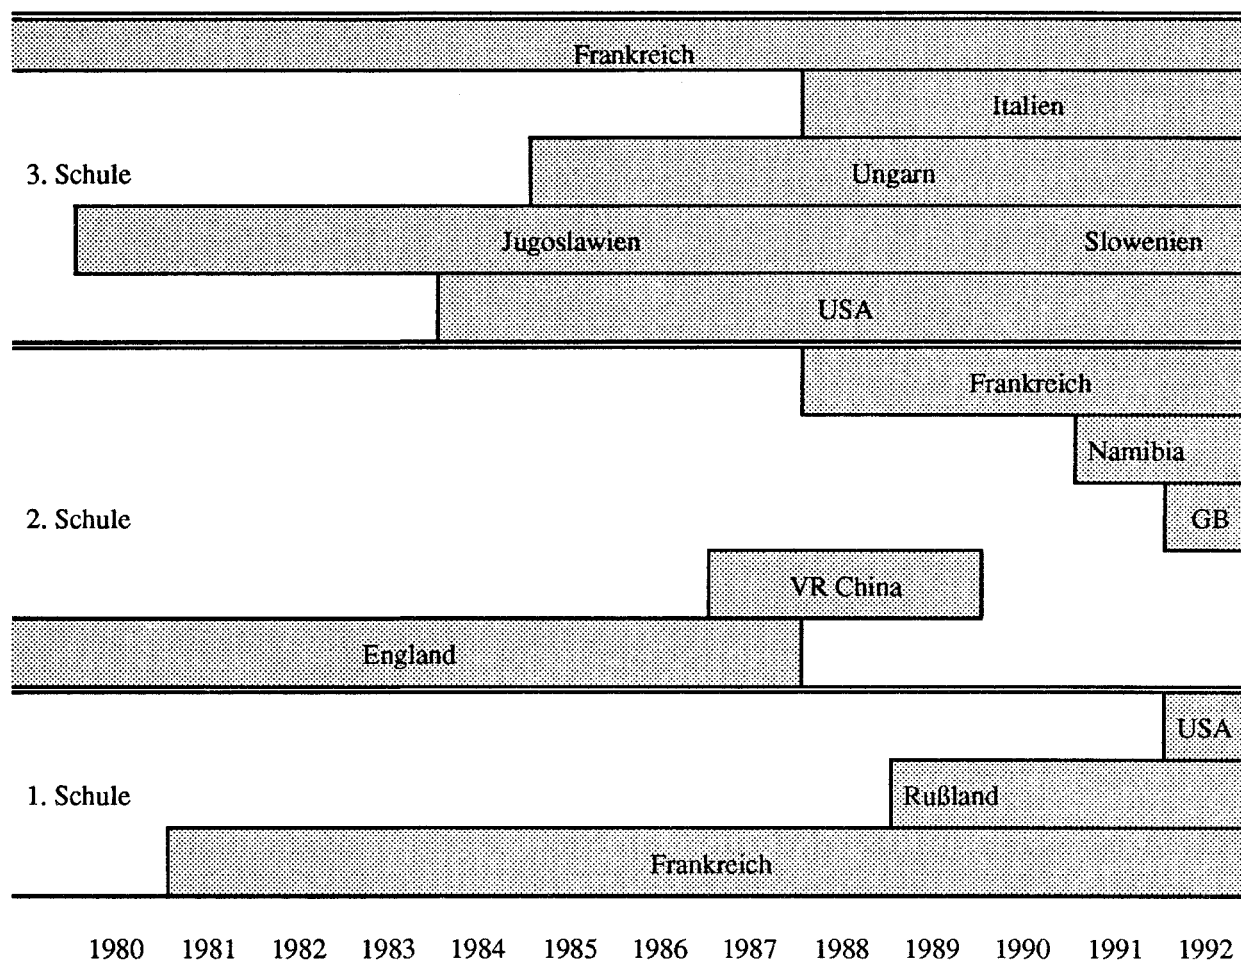 Frankreich
Italien
3. Schule
Ungarn
Jugoslawien Slowenien
USA
Frankreich
Namibia
2. Schule
GB
VR China
England
USA
1. Schule
Rußland
Frankreich
1980 1981 1982 1983 1984 1985 1986 1987 1988 1989 1990 1991 1992